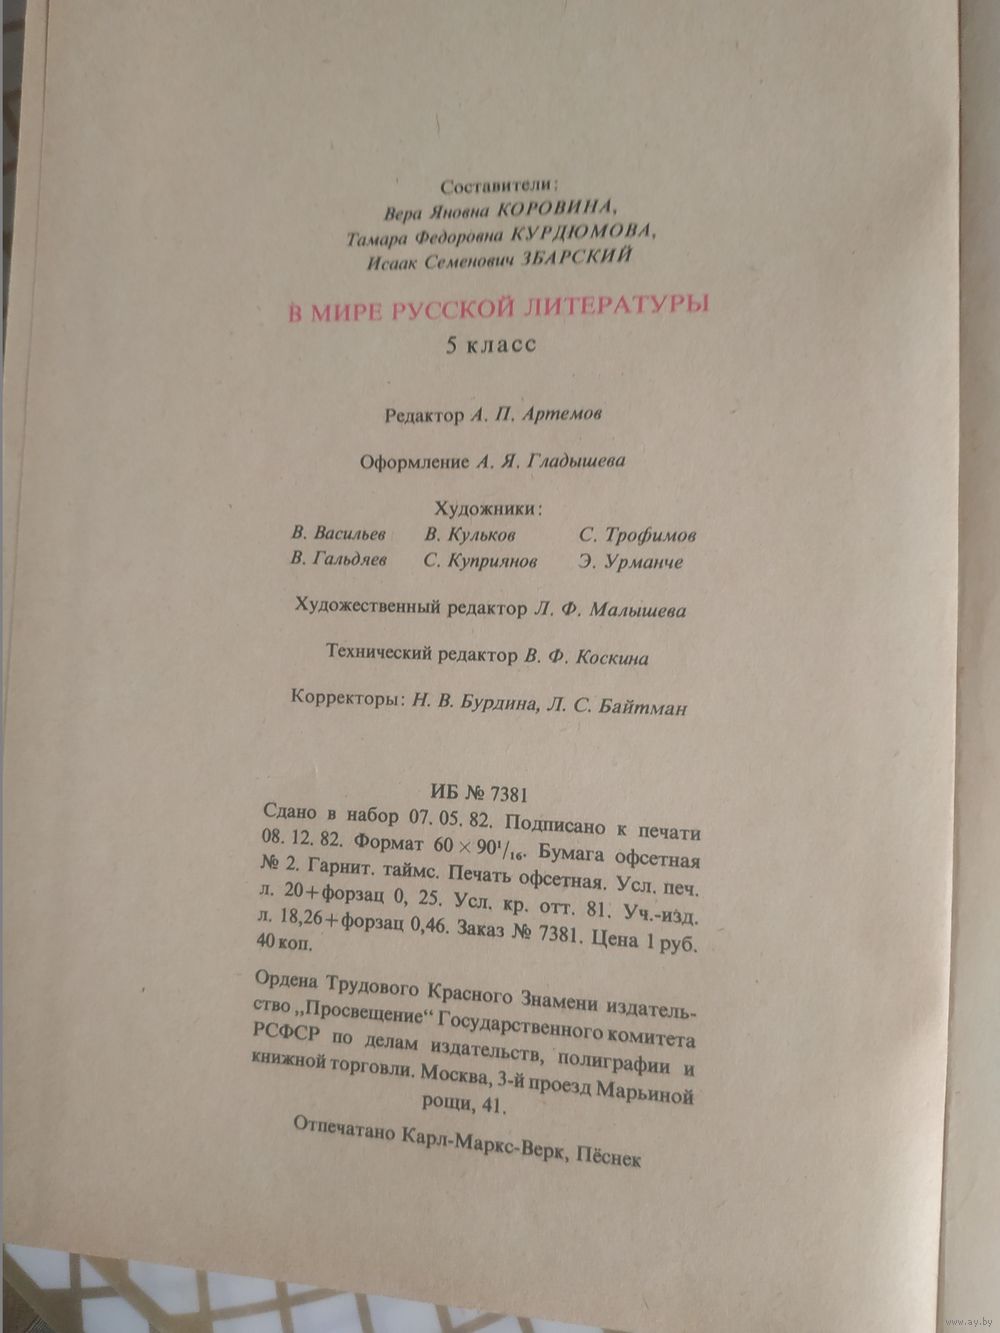 Составители:
Вера Яновна КОРОВИНА,
Тамара Федоровна КУРДЮМОВА,
Исаак Семенович ЗБАРСКИЙ
В МИРЕ РУССКОЙ ЛИТЕРАТУРЫ
5 класс
Редактор А. П. Артемов
Оформление А. Я. Гладышева
Художники:
В. Васильев В. Кульков С. Трофимов
В. Гальдяев С. Куприянов Э. Урманче
Художественный редактор Л. Ф. Малышева
Технический редактор В. Ф. Коскина
Корректоры: Н. В. Бурдина, Л. С. Байтман
ИБ № 7381
Сдано в набор 07. 05. 82. Подписано к печати
08. 12. 82. Формат 60 × 90¹/₁₆. Бумага офсетная
№ 2. Гарнит. таймс. Печать офсетная. Усл. печ.
л. 20+форзац 0, 25. Усл. кр. отт. 81. Уч.-изд.
л. 18,26+форзац 0,46. Заказ № 7381. Цена 1 руб.
40 коп.
Ордена Трудового Красного Знамени издатель-
ство „Просвещение“ Государственного комитета
РСФСР по делам издательств, полиграфии и
книжной торговли. Москва, 3-й проезд Марьиной
рощи, 41.
Отпечатано Карл-Маркс-Верк, Пёснек
www.ay.by